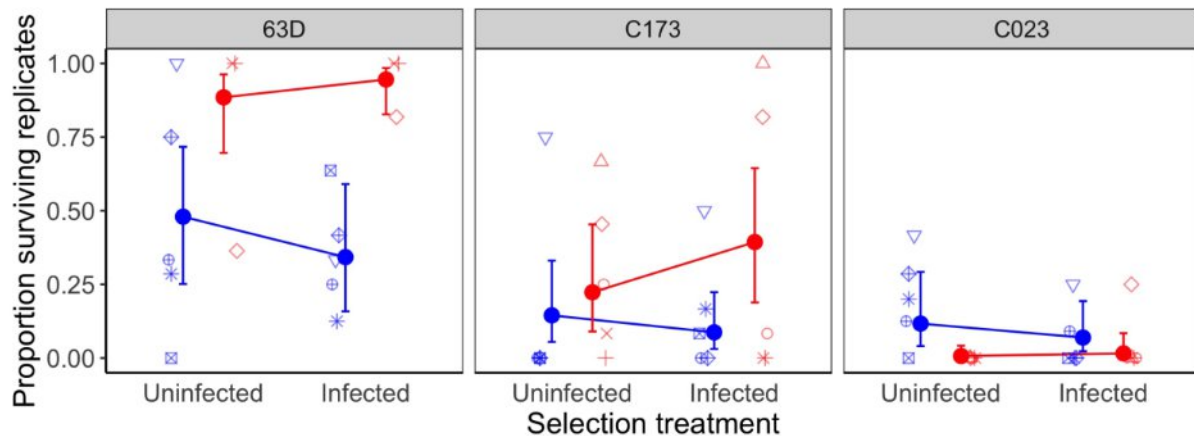 63D C173 C023
Proportion surviving replicates
1.00
0.75
0.50
0.25
0.00
Uninfected Infected Uninfected Infected Uninfected Infected
Selection treatment